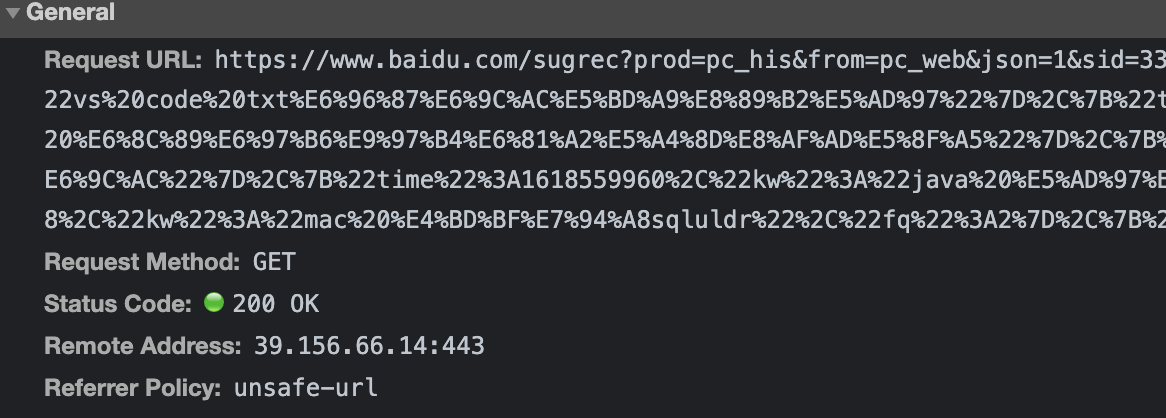 General
Request URL: https://www.baidu.com/sugrec?prod=pc_his&from=pc_web&json=1&sid=33
22vs%20code%20txt%E6%96%87%E6%9C%AC%E5%BD%A9%E8%89%B2%E5%AD%97%22%7D%2C%7B%22t
20%E6%8C%89%E6%97%B6%E9%97%B4%E6%81%A2%E5%A4%8D%E8%AF%AD%E5%8F%A5%22%7D%2C%7B%
E6%9C%AC%22%7D%2C%7B%22time%22%3A1618559960%2C%22kw%22%3A%22java%20%E5%AD%97%E
8%2C%22kw%22%3A%22mac%20%E4%BD%BF%E7%94%A8sqluldr%22%2C%22fq%22%3A2%7D%2C%7B%2
Request Method: GET
Status Code: 200 OK
Remote Address: 39.156.66.14:443
Referrer Policy: unsafe-url